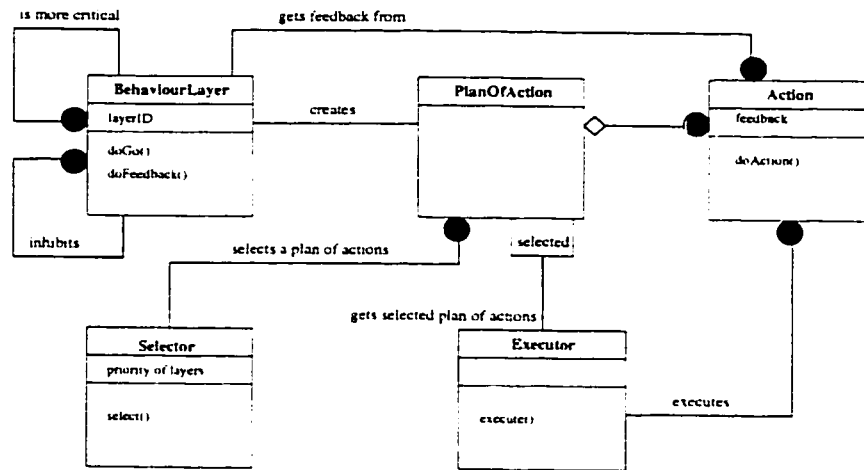 is more critical
gets feedback from
BehaviourLayer
layerID
doGo()
doFeedback()
creates
PlanOfAction
Action
feedback
doAction()
inhibits
selects a plan of actions
selected
gets selected plan of actions
Selector
priority of layers
select()
Executor
execute()
executes